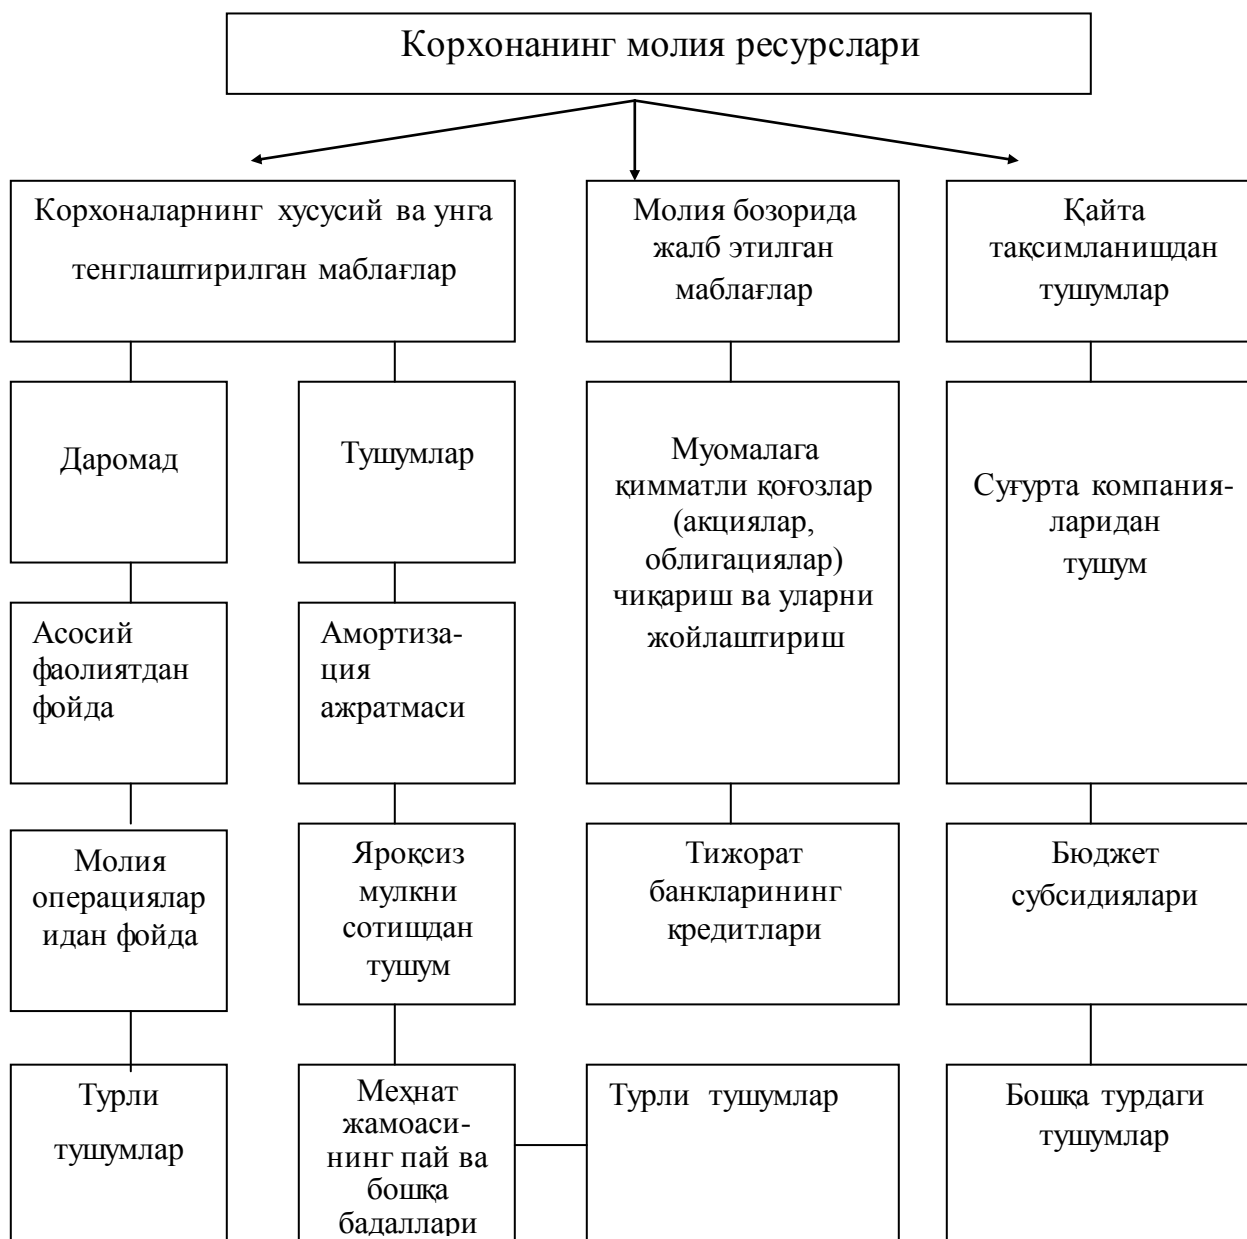 Корхонанинг молия ресурслари
Корхоналарнинг хусусий ва унга
тенглаштирилган маблағлар
Молия бозорида
жалб этилган
маблағлар
Қайта
тақсимланишдан
тушумлар
Даромад
Тушумлар
Муомалага
қимматли қоғозлар
(акциялар,
облигациялар)
чиқариш ва уларни
жойлаштириш
Суғурта компания-
ларидан
тушум
Асосий
фаолиятдан
фойда
Амортиза-
ция
ажратмаси
Молия
операциялар
идан фойда
Яроқсиз
мулкни
сотишдан
тушум
Тижорат
банкларининг
кредитлари
Бюджет
субсидиялари
Турли
тушумлар
Меҳнат
жамоаси-
нинг пай ва
бошқа
бадаллари
Турли тушумлар
Бошқа турдаги
тушумлар